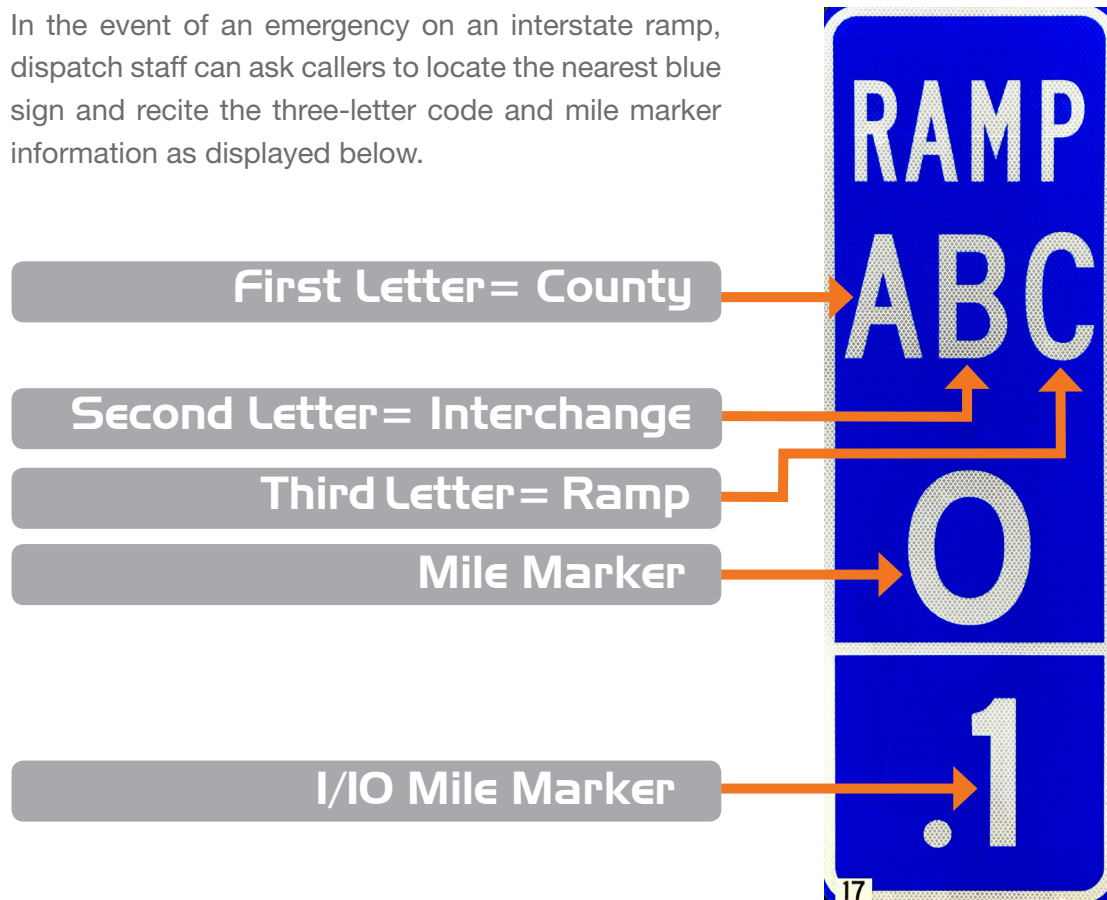 In the event of an emergency on an interstate ramp,
dispatch staff can ask callers to locate the nearest blue
sign and recite the three-letter code and mile marker
information as displayed below.
RAMP
ABC
First Letter= County
Second Letter= Interchange
Third Letter= Ramp
0
Mile Marker
.1
1/10 Mile Marker
17